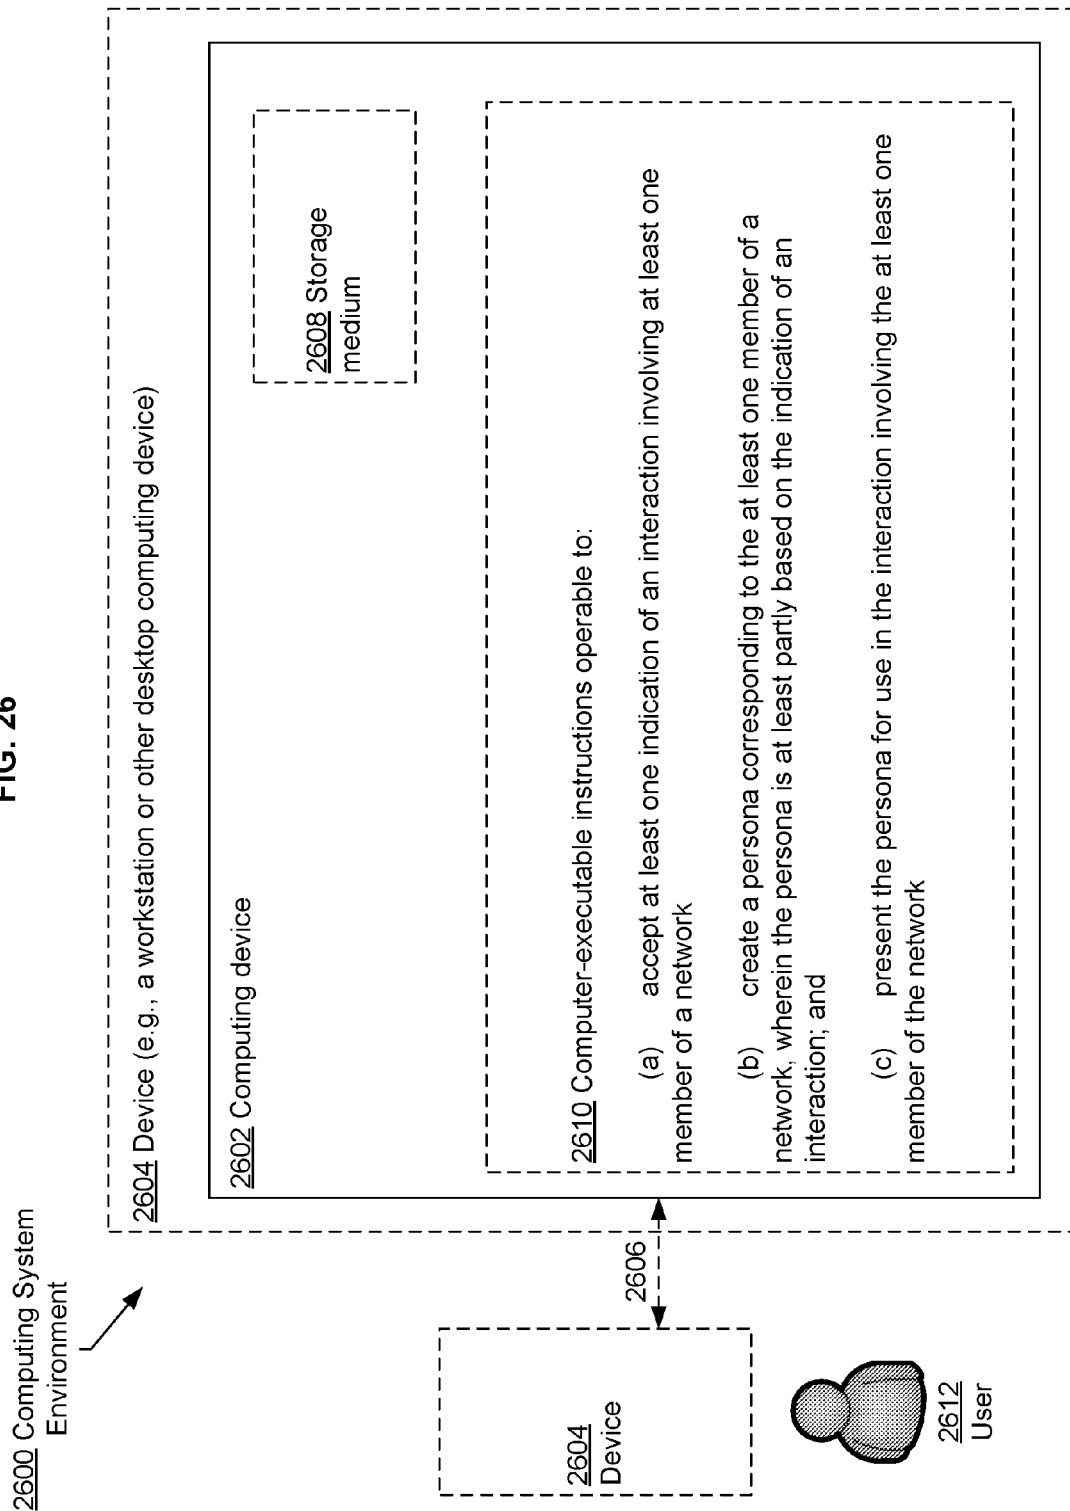 FIG. 26
2600 Computing System
Environment
2604 Device (e.g., a workstation or other desktop computing device)
2602 Computing device
2608 Storage
medium
2610 Computer-executable instructions operable to:
(a) accept at least one indication of an interaction involving at least one
member of a network
(b) create a persona corresponding to the at least one member of a
network, wherein the persona is at least partly based on the indication of an
interaction; and
(c) present the persona for use in the interaction involving the at least one
member of the network
2606
2604
Device
2612
User